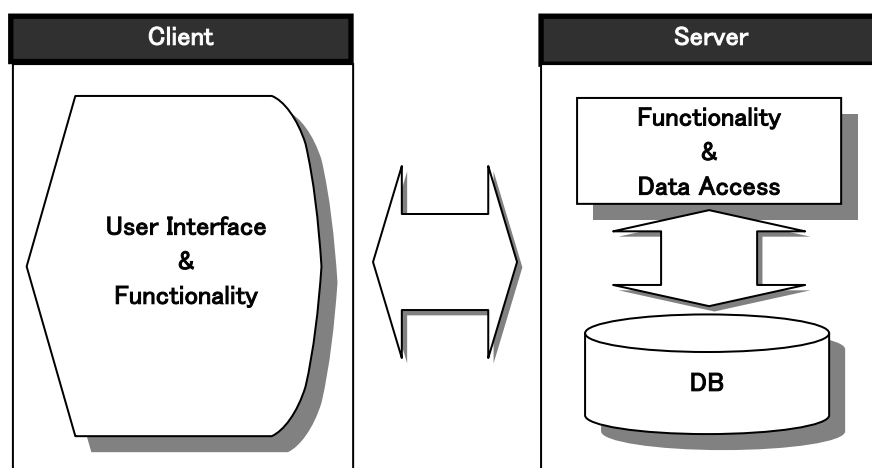 Client
User Interface
&
Functionality
Server
Functionality
&
Data Access
DB